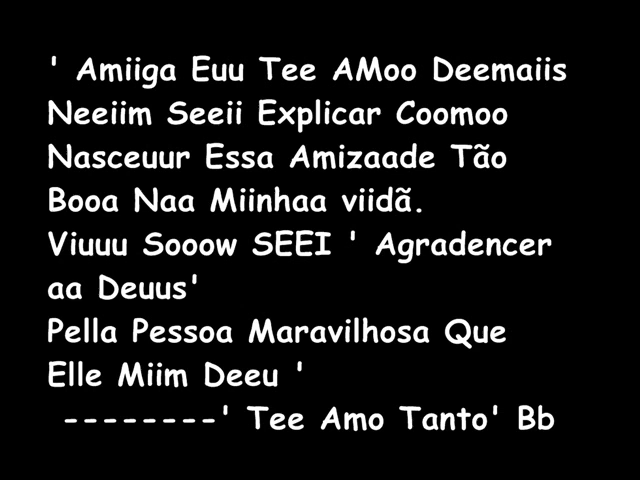 ' Amiiga Euu Tee AMoo Deemaiis
Neeiim Seeii Explicar Coomoo
Nasceuur Essa Amizaade Tão
Booa Naa Miinhaa viidã.
Viuuu Sooow SEEI ' Agradencer
aa Deuus'
Pella Pessoa Maravilhosa Que
Elle Miim Deeu '
--------' Tee Amo Tanto' Bb